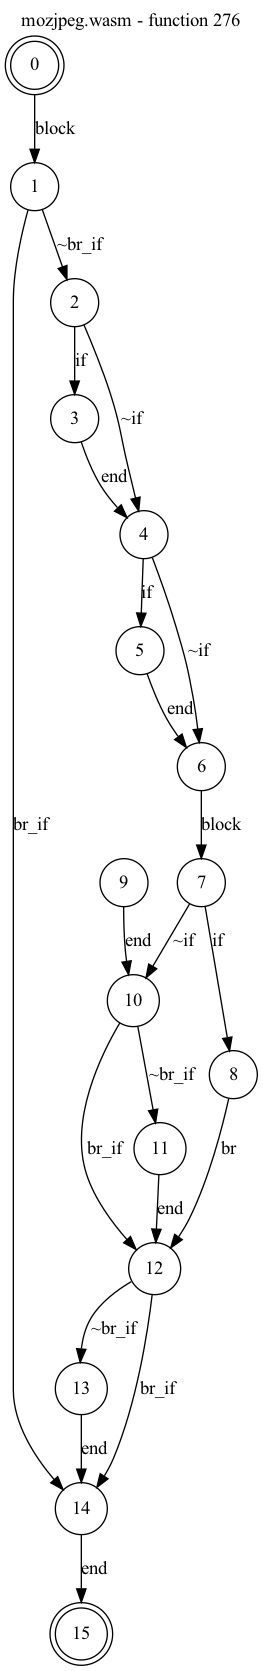 mozjpeg.wasm - function 276
0
block
1
~br_if
2
if
3
~if
end
4
if
5
~if
end
6
br_if
block
9
7
end
~if
if
10
8
~br_if
br_if
11
br
end
12
~br_if
13
br_if
end
14
end
15